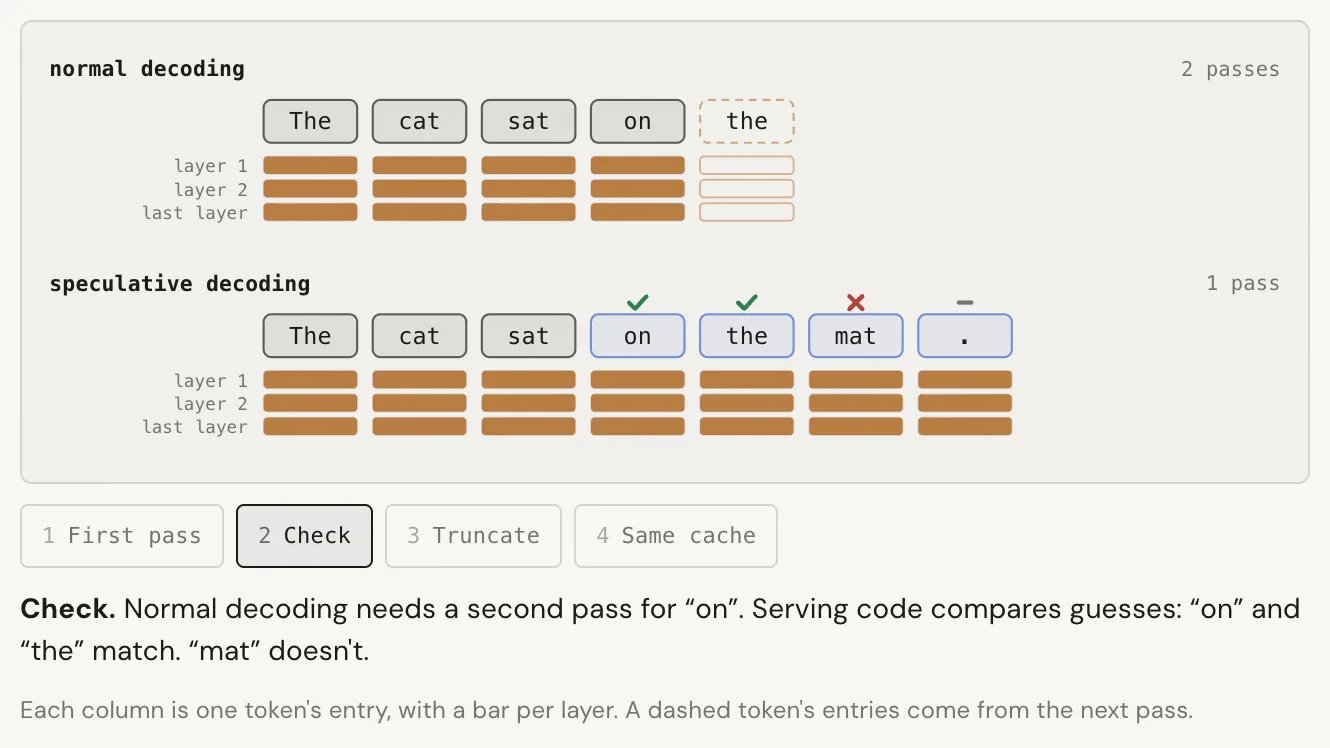 normal decoding 2 passes
The cat sat on the
layer 1
layer 2
last layer
speculative decoding 1 pass
The cat sat on the mat .
layer 1
layer 2
last layer
1 First pass 2 Check 3 Truncate 4 Same cache
Check. Normal decoding needs a second pass for “on”. Serving code compares guesses: “on” and
“the” match. “mat” doesn't.
Each column is one token's entry, with a bar per layer. A dashed token's entries come from the next pass.